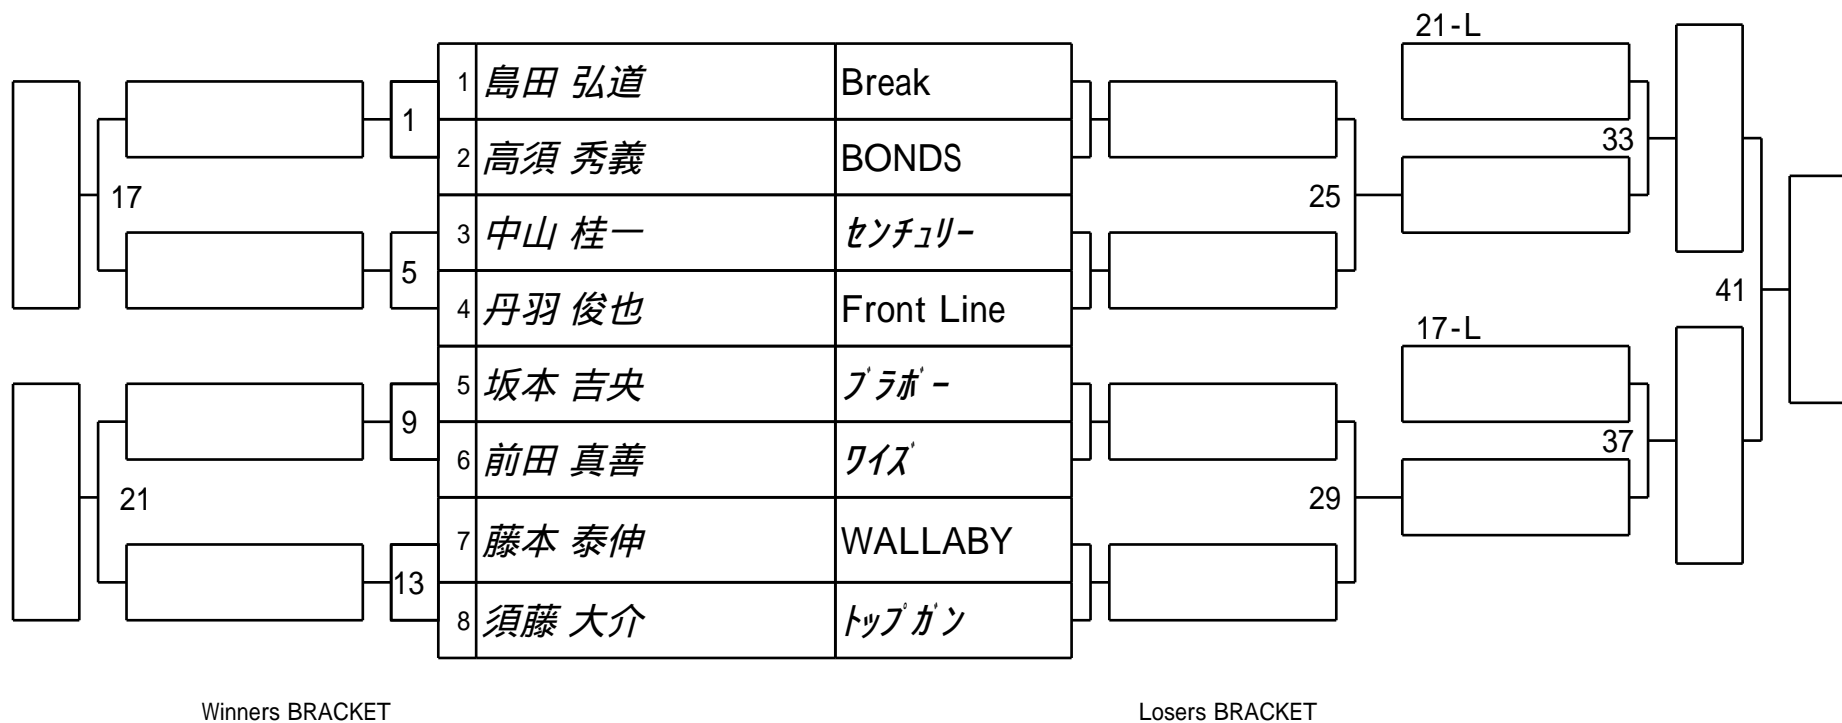 21-L
1 島田 弘道 Break
1
33
2 高須 秀義 BONDS
17
25
3 中山 桂一 ｾﾝﾁｭﾘｰ
5
41
4 丹羽 俊也 Front Line
17-L
5 坂本 吉央 ﾌﾞﾗﾎﾞｰ
9
37
6 前田 真善 ﾜｲｽﾞ
21
29
7 藤本 泰伸 WALLABY
13
8 須藤 大介 ﾄｯﾌﾟｶﾞﾝ
Winners BRACKET
Losers BRACKET